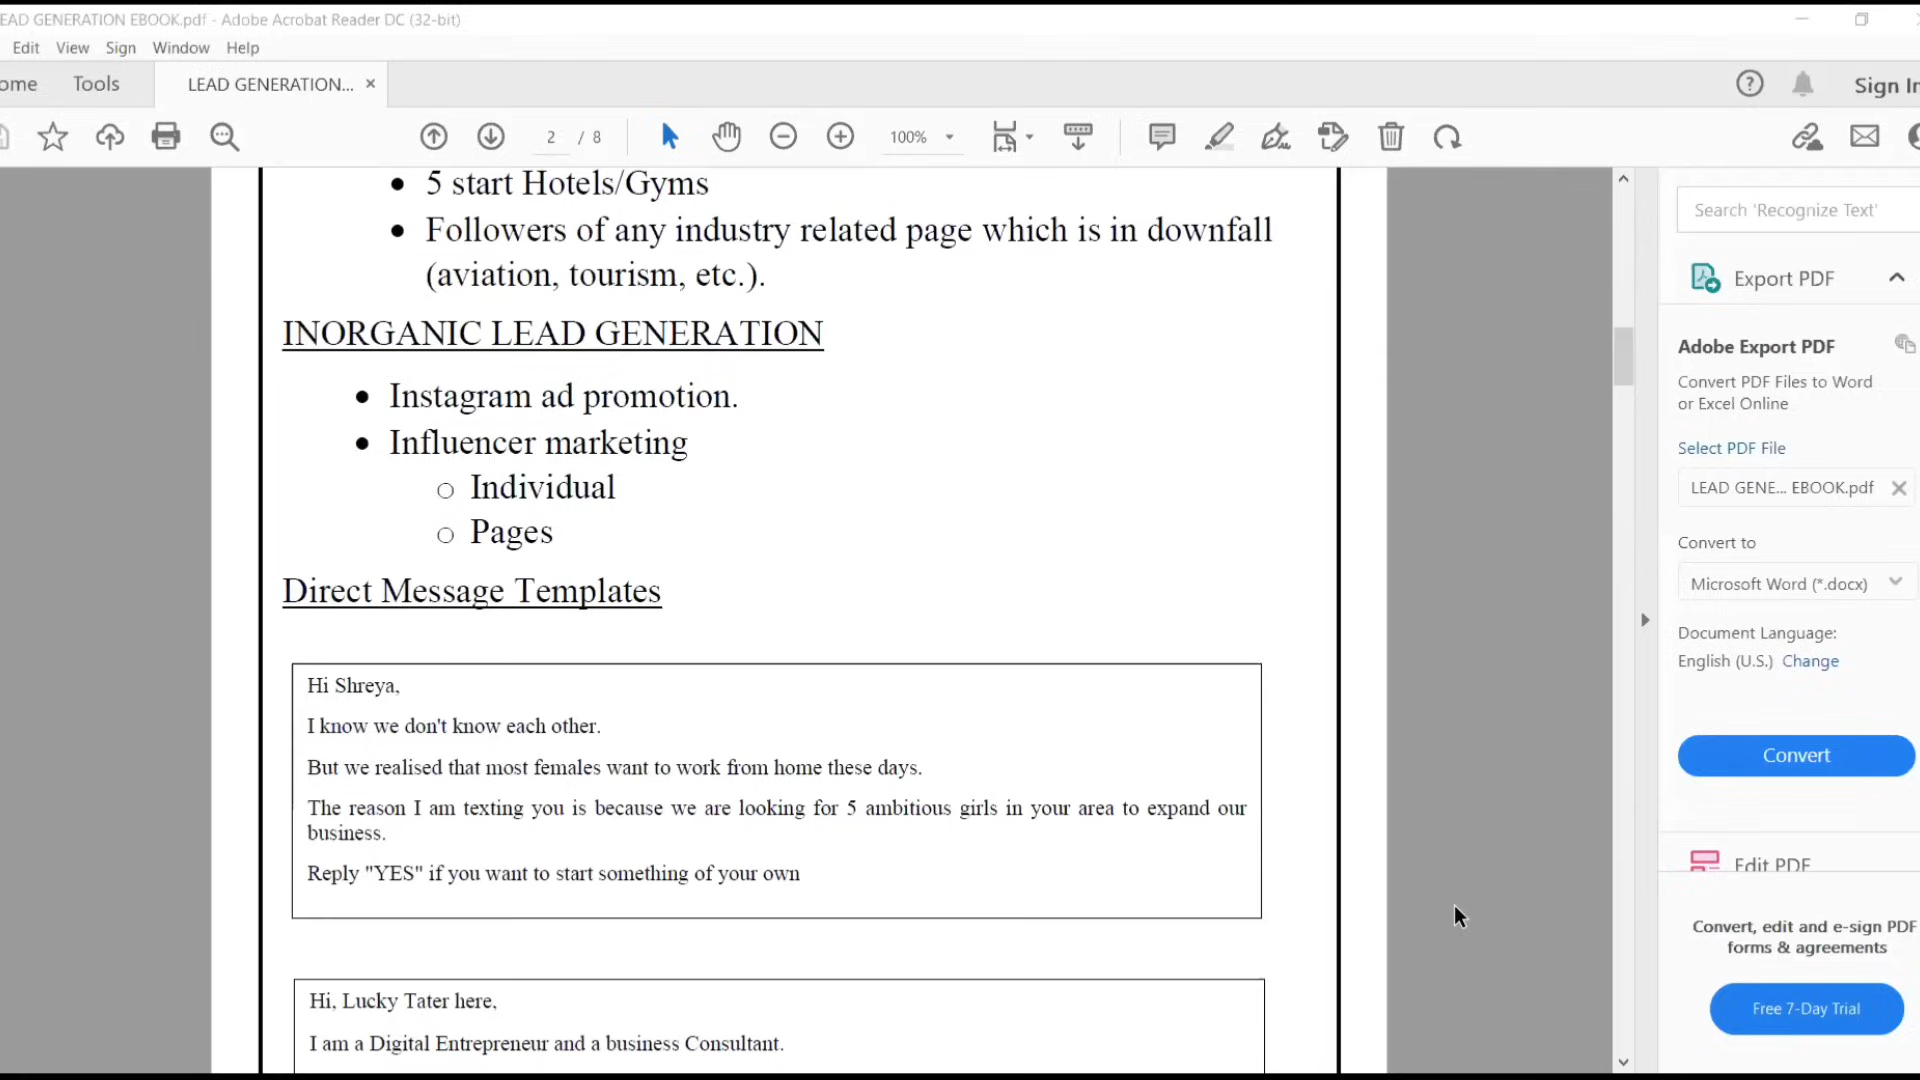 EAD GENERATION EBOOK.pdf - Adobe Acrobat Reader DC (32-bit)
Edit View Sign Window Help
ome Tools LEAD GENERATION... × Sign In
2 / 8 100%
• 5 start Hotels/Gyms
• Followers of any industry related page which is in downfall
(aviation, tourism, etc.).
INORGANIC LEAD GENERATION
• Instagram ad promotion.
• Influencer marketing
○ Individual
○ Pages
Direct Message Templates
Hi Shreya,
I know we don't know each other.
But we realised that most females want to work from home these days.
The reason I am texting you is because we are looking for 5 ambitious girls in your area to expand our
business.
Reply "YES" if you want to start something of your own
Hi, Lucky Tater here,
I am a Digital Entrepreneur and a business Consultant.
Search 'Recognize Text'
Export PDF
Adobe Export PDF
Convert PDF Files to Word
or Excel Online
Select PDF File
LEAD GENE... EBOOK.pdf
Convert to
Microsoft Word (*.docx)
Document Language:
English (U.S.) Change
Convert
Edit PDF
Convert, edit and e-sign PDF
forms & agreements
Free 7-Day Trial